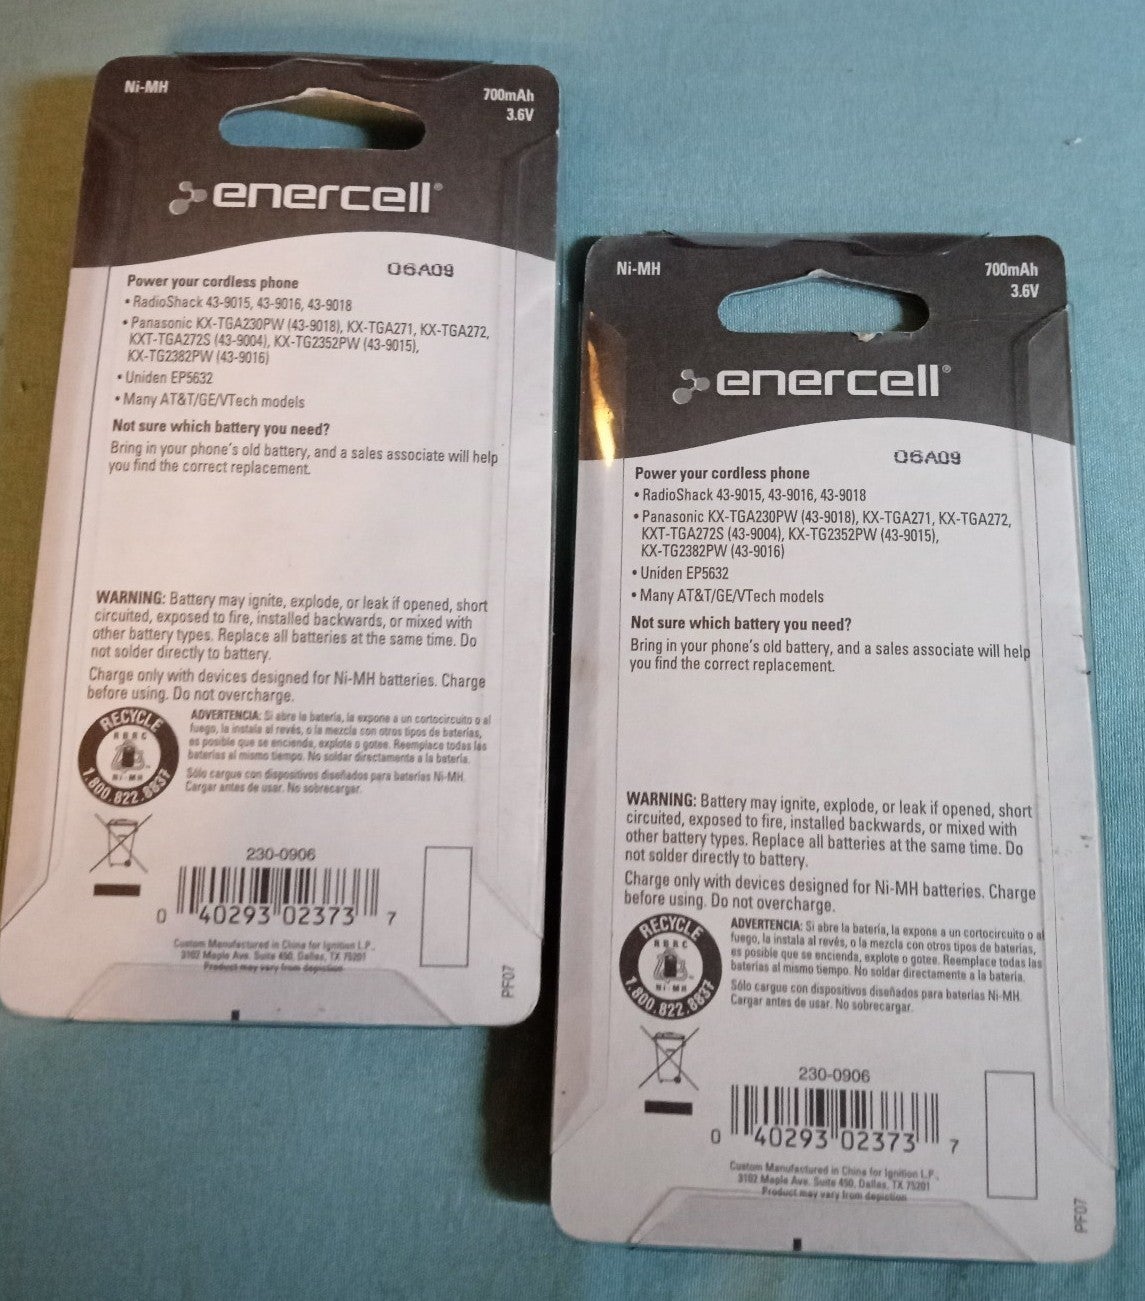 Ni-MH
700mAh
3.6V
enercell®
06A09
Power your cordless phone
• RadioShack 43-9015, 43-9016, 43-9018
• Panasonic KX-TGA230PW (43-9018), KX-TGA271, KX-TGA272,
KXT-TGA272S (43-9004), KX-TG2352PW (43-9015),
KX-TG2382PW (43-9016)
• Uniden EP5632
• Many AT&T/GE/VTech models
Not sure which battery you need?
Bring in your phone's old battery, and a sales associate will help
you find the correct replacement.
WARNING: Battery may ignite, explode, or leak if opened, short
circuited, exposed to fire, installed backwards, or mixed with
other battery types. Replace all batteries at the same time. Do
not solder directly to battery.
Charge only with devices designed for Ni-MH batteries. Charge
before using. Do not overcharge.
RECYCLE
RBRC
Ni-MH
1.800.822.8837
ADVERTENCIA: Si abre la batería, la expone a un cortocircuito o al
fuego, la instala al revés, o la mezcla con otros tipos de baterías,
es posible que se encienda, explote o gotee. Reemplace todas las
baterías al mismo tiempo. No soldar directamente a la batería.
Sólo cargue con dispositivos diseñados para baterías Ni-MH.
Cargar antes de usar. No sobrecargar.
230-0906
0 40293 02373 7
Custom Manufactured in China for Ignition L.P.,
3102 Maple Ave. Suite 450, Dallas, TX 75201
Product may vary from depiction
PF07
Ni-MH
700mAh
3.6V
enercell®
06A09
Power your cordless phone
• RadioShack 43-9015, 43-9016, 43-9018
• Panasonic KX-TGA230PW (43-9018), KX-TGA271, KX-TGA272,
KXT-TGA272S (43-9004), KX-TG2352PW (43-9015),
KX-TG2382PW (43-9016)
• Uniden EP5632
• Many AT&T/GE/VTech models
Not sure which battery you need?
Bring in your phone's old battery, and a sales associate will help
you find the correct replacement.
WARNING: Battery may ignite, explode, or leak if opened, short
circuited, exposed to fire, installed backwards, or mixed with
other battery types. Replace all batteries at the same time. Do
not solder directly to battery.
Charge only with devices designed for Ni-MH batteries. Charge
before using. Do not overcharge.
RECYCLE
RBRC
Ni-MH
1.800.822.8837
ADVERTENCIA: Si abre la batería, la expone a un cortocircuito o al
fuego, la instala al revés, o la mezcla con otros tipos de baterías,
es posible que se encienda, explote o gotee. Reemplace todas las
baterías al mismo tiempo. No soldar directamente a la batería.
Sólo cargue con dispositivos diseñados para baterías Ni-MH.
Cargar antes de usar. No sobrecargar.
230-0906
0 40293 02373 7
Custom Manufactured in China for Ignition L.P.,
3102 Maple Ave. Suite 450, Dallas, TX 75201
Product may vary from depiction
PF07